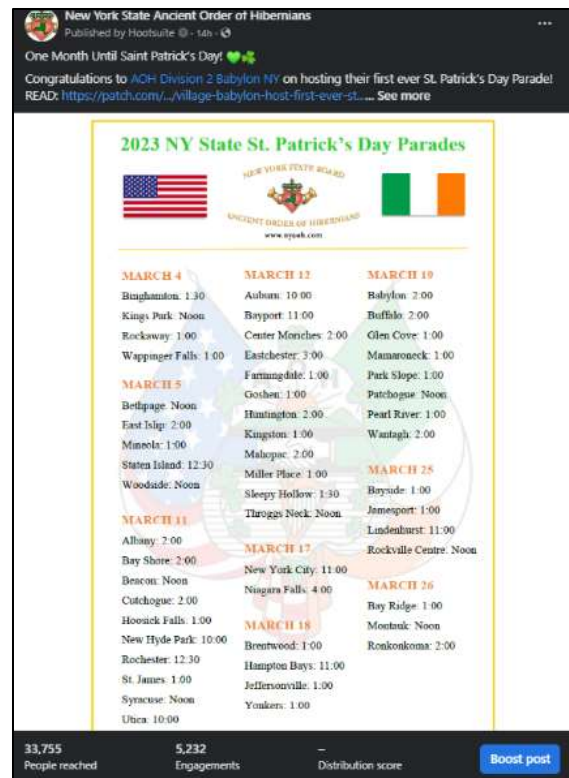 New York State Ancient Order of Hibernians
Published by Hootsuite · 14h ·
One Month Until Saint Patrick's Day! 💚☘️
Congratulations to AOH Division 2 Babylon NY on hosting their first ever St. Patrick's Day Parade!
READ: https://patch.com/.../village-babylon-host-first-ever-st..... See more
2023 NY State St. Patrick's Day Parades
NEW YORK STATE BOARD
ANCIENT ORDER OF HIBERNIANS
www.nyaoh.com
MARCH 4
Binghamton: 1:30
Kings Park: Noon
Rockaway: 1:00
Wappinger Falls: 1:00
MARCH 5
Bethpage: Noon
East Islip: 2:00
Mineola: 1:00
Staten Island: 12:30
Woodside: Noon
MARCH 11
Albany: 2:00
Bay Shore: 2:00
Beacon: Noon
Cutchogue: 2:00
Hoosick Falls: 1:00
New Hyde Park: 10:00
Rochester: 12:30
St. James: 1:00
Syracuse: Noon
Utica: 10:00
MARCH 12
Auburn: 10:00
Bayport: 11:00
Center Moriches: 2:00
Eastchester: 3:00
Farmingdale: 1:00
Goshen: 1:00
Huntington: 2:00
Kingston: 1:00
Mahopac: 2:00
Miller Place: 1:00
Sleepy Hollow: 1:30
Throggs Neck: Noon
MARCH 17
New York City: 11:00
Niagara Falls: 4:00
MARCH 18
Brentwood: 1:00
Hampton Bays: 11:00
Jeffersonville: 1:00
Yonkers: 1:00
MARCH 19
Babylon: 2:00
Buffalo: 2:00
Glen Cove: 1:00
Mamaroneck: 1:00
Park Slope: 1:00
Patchogue: Noon
Pearl River: 1:00
Wantagh: 2:00
MARCH 25
Bayside: 1:00
Jamesport: 1:00
Lindenhurst: 11:00
Rockville Centre: Noon
MARCH 26
Bay Ridge: 1:00
Montauk: Noon
Ronkonkoma: 2:00
33,755
People reached
5,232
Engagements
–
Distribution score
Boost post